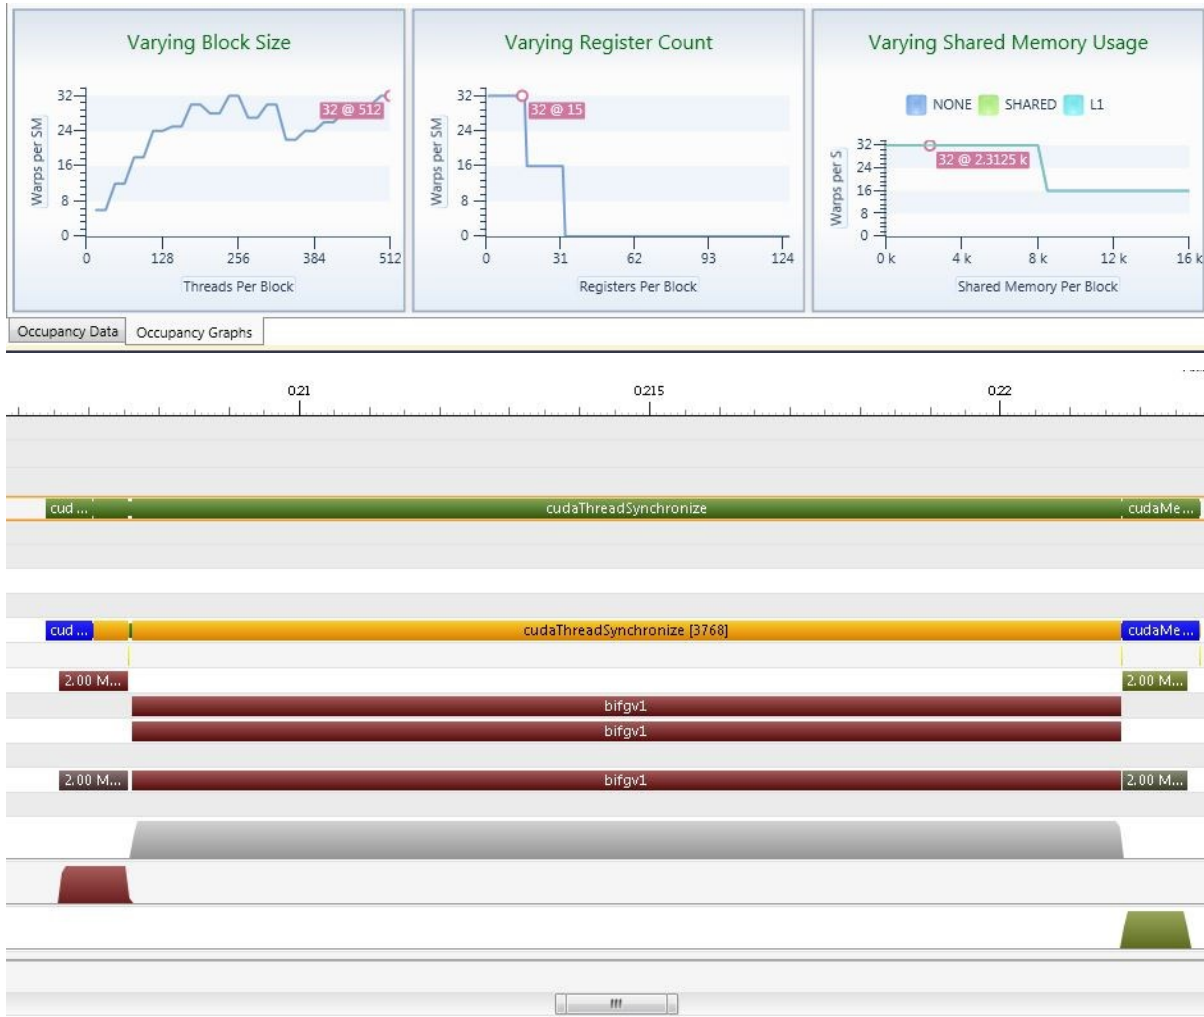 Varying Block Size
Warps per SM
32
24
16
8
0
32 @ 512
0 128 256 384 512
Threads Per Block
Varying Register Count
Warps per SM
32
24
16
8
0
32 @ 15
0 31 62 93 124
Registers Per Block
Varying Shared Memory Usage
NONE SHARED L1
Warps per S
32
24
16
8
0
32 @ 2.3125 k
0 k 4 k 8 k 12 k 16 k
Shared Memory Per Block
Occupancy Data Occupancy Graphs
0.21 0.215 0.22
cud ... cudaThreadSynchronize cudaMe...
cud ... cudaThreadSynchronize [3768] cudaMe...
2.00 M... 2.00 M...
bifgv1
bifgv1
2.00 M... bifgv1 2.00 M...